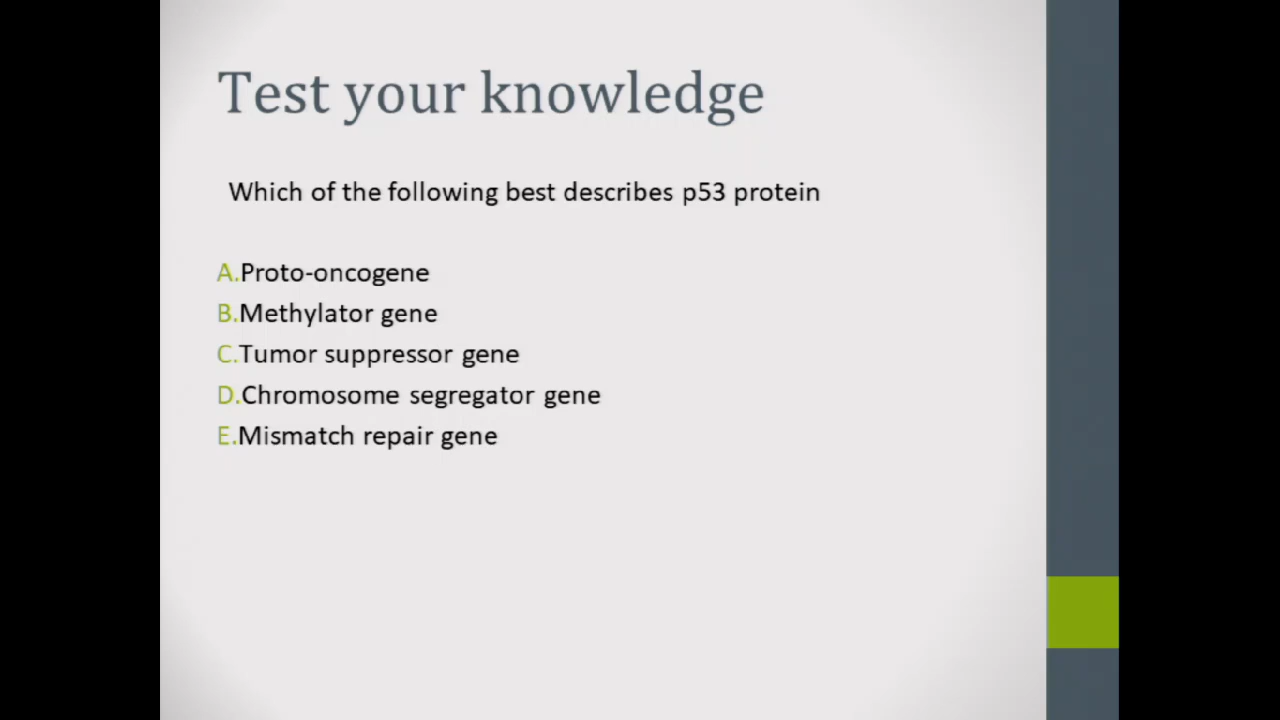 Test your knowledge
Which of the following best describes p53 protein
A.Proto-oncogene
B.Methylator gene
C.Tumor suppressor gene
D.Chromosome segregator gene
E.Mismatch repair gene